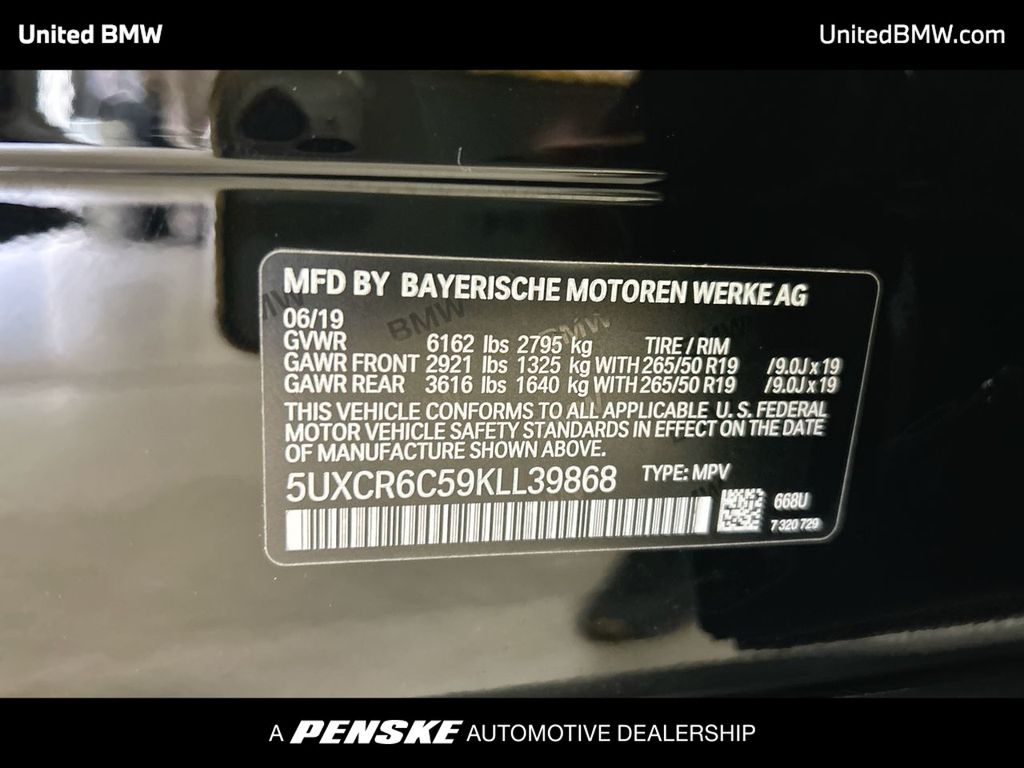 United BMW
UnitedBMW.com
MFD BY BAYERISCHE MOTOREN WERKE AG
06/19
GVWR 6162 lbs 2795 kg TIRE / RIM
GAWR FRONT 2921 lbs 1325 kg WITH 265/50 R19 /9.0J x 19
GAWR REAR 3616 lbs 1640 kg WITH 265/50 R19 /9.0J x 19
THIS VEHICLE CONFORMS TO ALL APPLICABLE U. S. FEDERAL
MOTOR VEHICLE SAFETY STANDARDS IN EFFECT ON THE DATE
OF MANUFACTURE SHOWN ABOVE.
5UXCR6C59KLL39868 TYPE: MPV
668U
7 320 729
BMW
BMW
BMW
A PENSKE AUTOMOTIVE DEALERSHIP